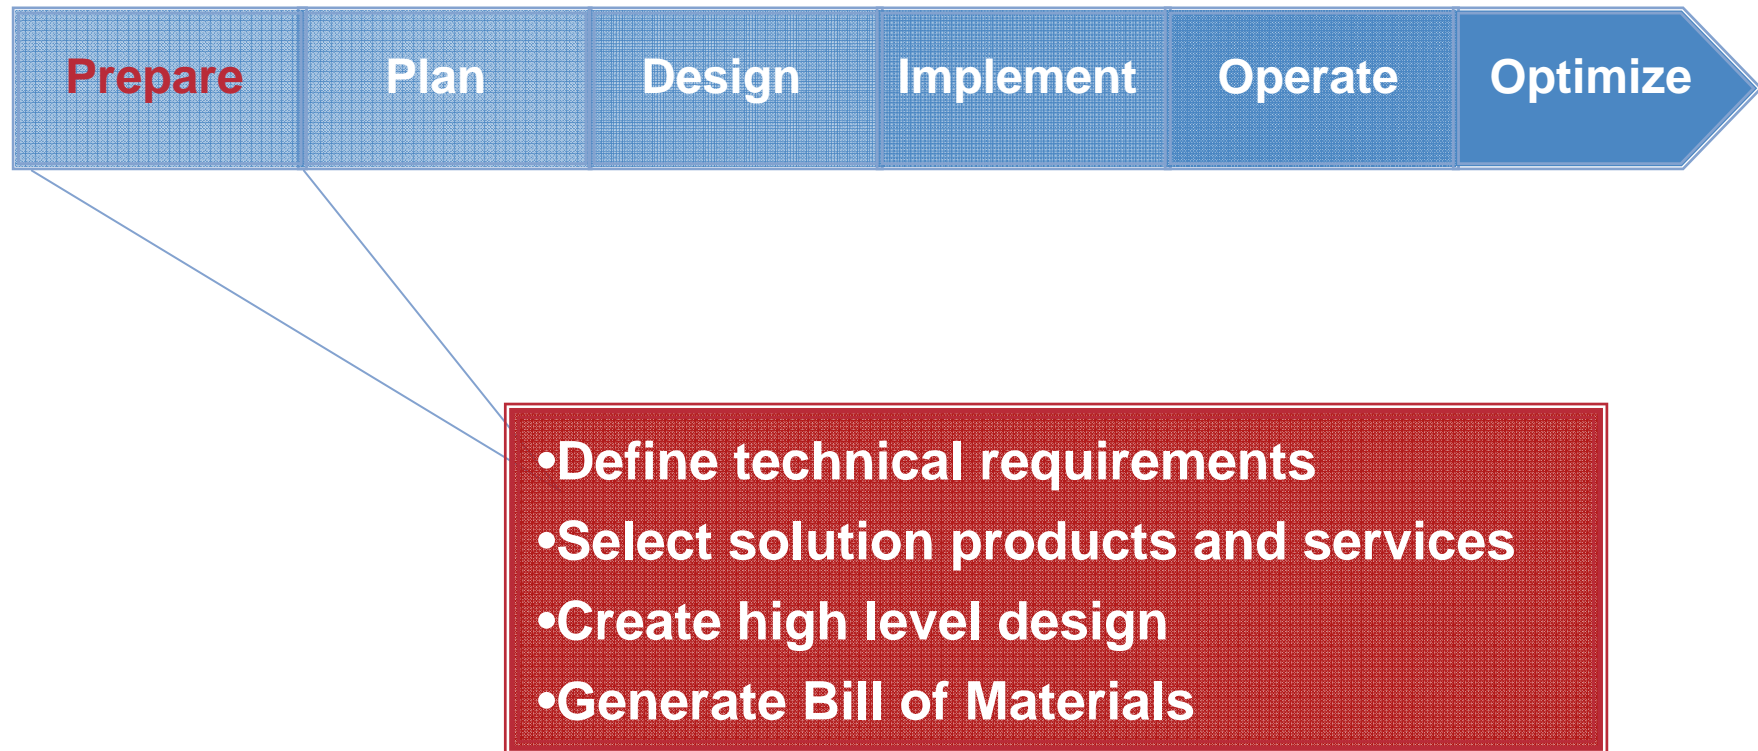 Prepare Plan Design Implement Operate Optimize
•Define technical requirements
•Select solution products and services
•Create high level design
•Generate Bill of Materials